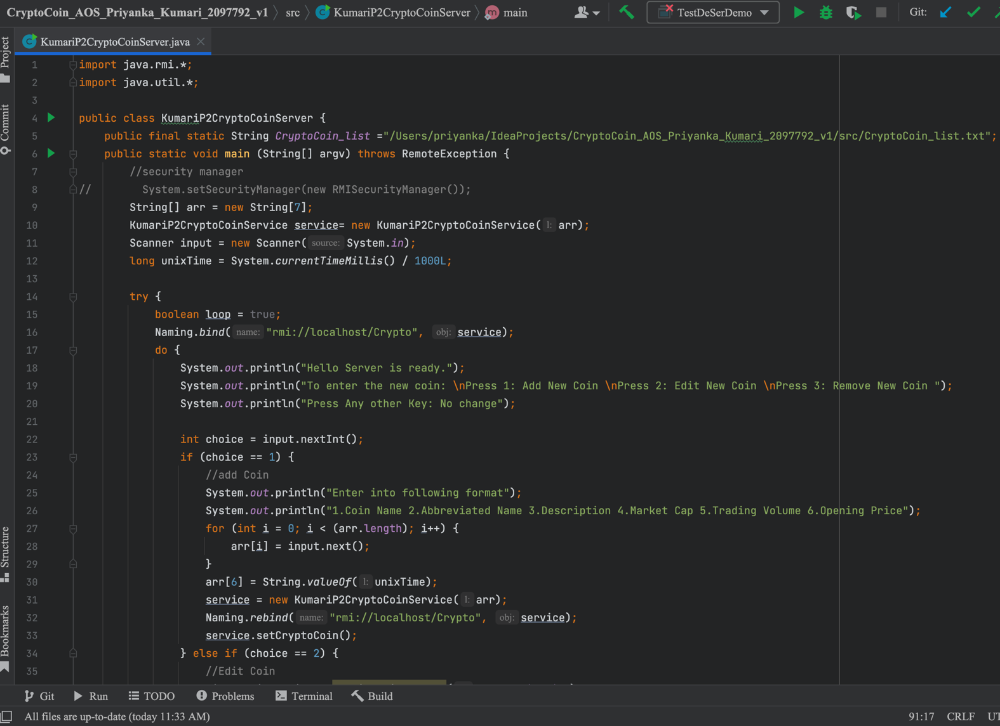 CryptoCoin_AOS_Priyanka_Kumari_2097792_v1 src KumariP2CryptoCoinServer main TestDeSerDemo Git:
KumariP2CryptoCoinServer.java
Project
Commit
Structure
Bookmarks
1 import java.rmi.*;
2 import java.util.*;
3
4 public class KumariP2CryptoCoinServer {
5 public final static String CryptoCoin_list ="/Users/priyanka/IdeaProjects/CryptoCoin_AOS_Priyanka_Kumari_2097792_v1/src/CryptoCoin_list.txt";
6 public static void main (String[] argv) throws RemoteException {
7 //security manager
8 // System.setSecurityManager(new RMISecurityManager());
9 String[] arr = new String[7];
10 KumariP2CryptoCoinService service= new KumariP2CryptoCoinService( l: arr);
11 Scanner input = new Scanner( source: System.in);
12 long unixTime = System.currentTimeMillis() / 1000L;
13
14 try {
15 boolean loop = true;
16 Naming.bind( name: "rmi://localhost/Crypto", obj: service);
17 do {
18 System.out.println("Hello Server is ready.");
19 System.out.println("To enter the new coin: \nPress 1: Add New Coin \nPress 2: Edit New Coin \nPress 3: Remove New Coin ");
20 System.out.println("Press Any other Key: No change");
21
22 int choice = input.nextInt();
23 if (choice == 1) {
24 //add Coin
25 System.out.println("Enter into following format");
26 System.out.println("1.Coin Name 2.Abbreviated Name 3.Description 4.Market Cap 5.Trading Volume 6.Opening Price");
27 for (int i = 0; i < (arr.length); i++) {
28 arr[i] = input.next();
29 }
30 arr[6] = String.valueOf( l: unixTime);
31 service = new KumariP2CryptoCoinService( l: arr);
32 Naming.rebind( name: "rmi://localhost/Crypto", obj: service);
33 service.setCryptoCoin();
34 } else if (choice == 2) {
35 //Edit Coin
Git Run TODO Problems Terminal Build
All files are up-to-date (today 11:33 AM) 91:17 CRLF UT